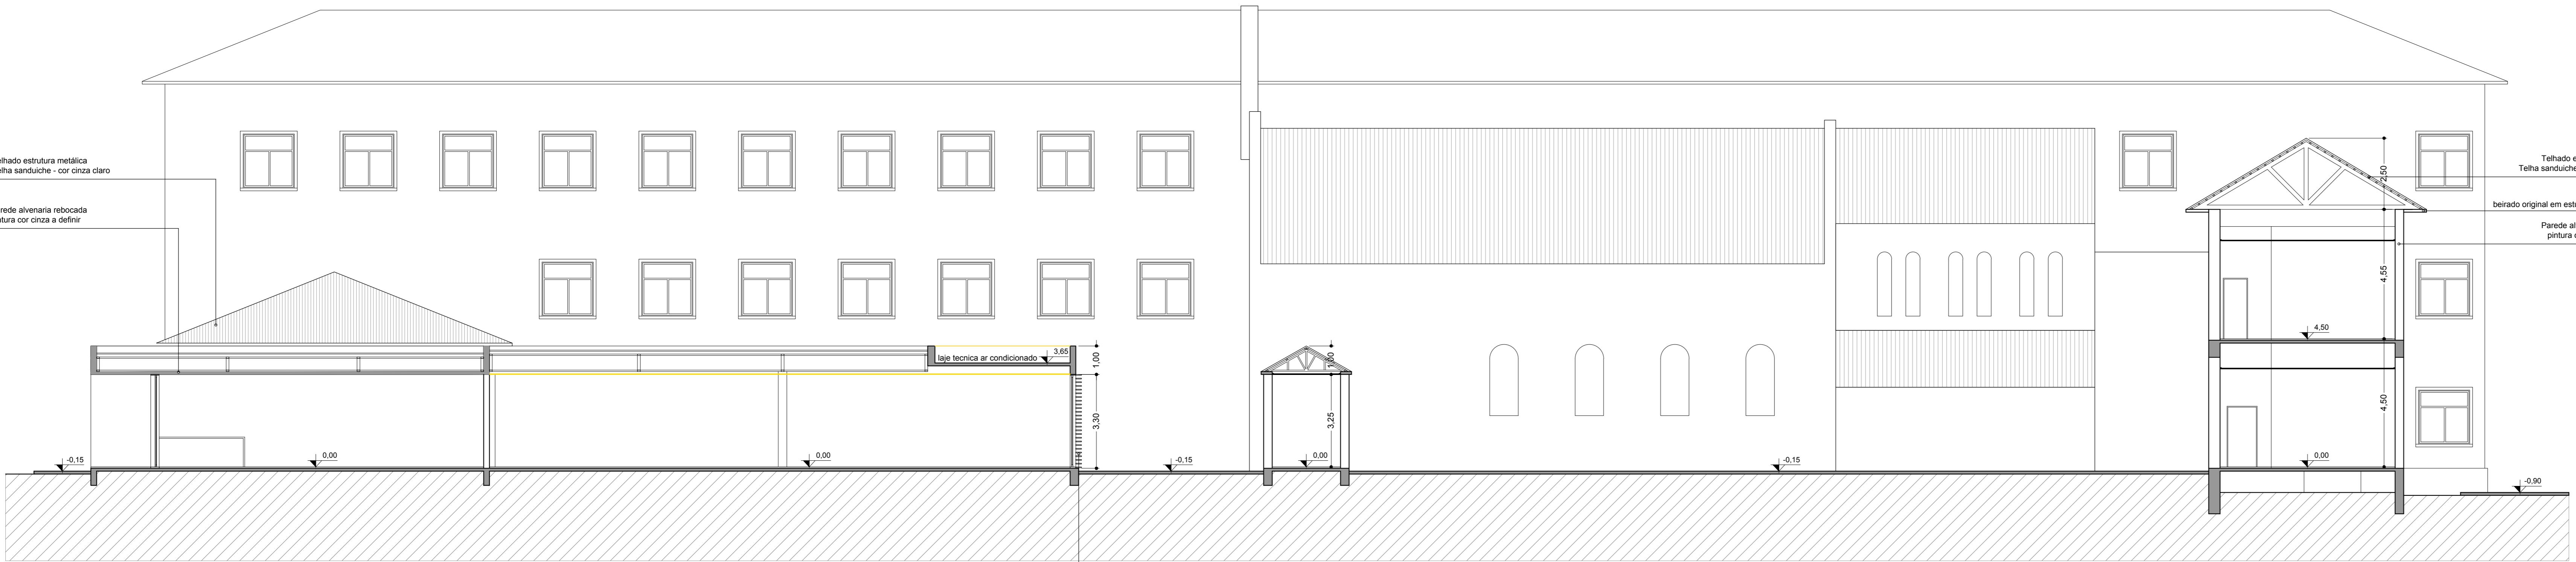 elhado estrutura metálica
elha sanduiche - cor cinza claro
rede alvenaria rebocada
ntura cor cinza a definir
-0,15
0,00
0,00
laje tecnica ar condicionado
3,65
1,00
3,30
-0,15
1,00
3,25
0,00
-0,15
2,50
4,55
4,50
4,50
0,00
Telhado e
Telha sanduiche
beirado original em estu
Parede al
pintura c
-0,90